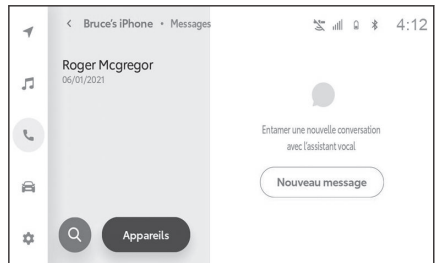 Bruce's iPhone • Messages
4:12
Roger Mcgregor
06/01/2021
Entamer une nouvelle conversation
avec l'assistant vocal
Nouveau message
Appareils